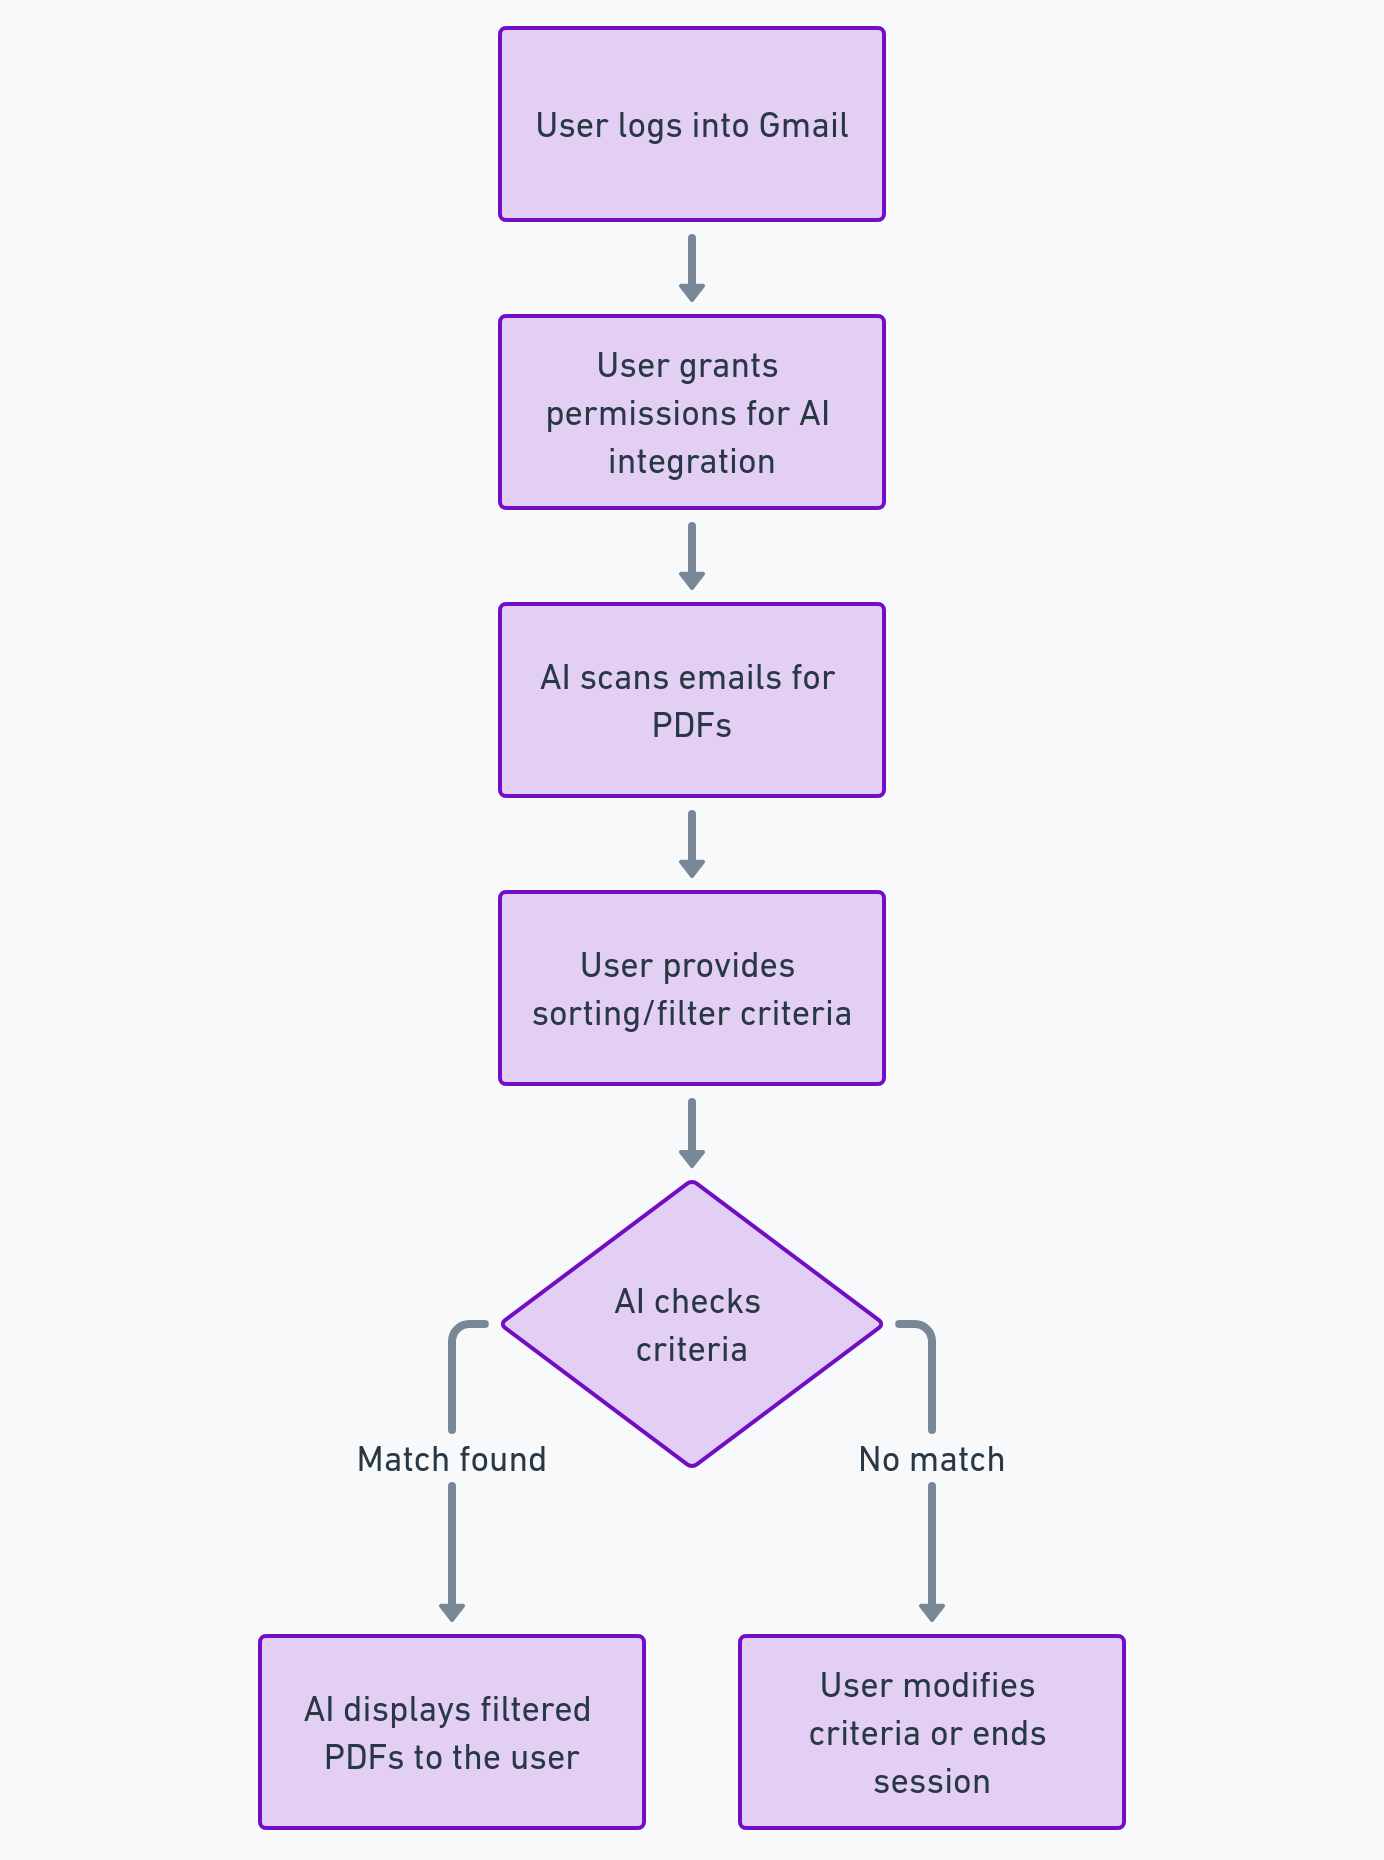 User logs into Gmail
User grants
permissions for AI
integration
AI scans emails for
PDFs
User provides
sorting/filter criteria
AI checks
criteria
Match found
No match
AI displays filtered
PDFs to the user
User modifies
criteria or ends
session